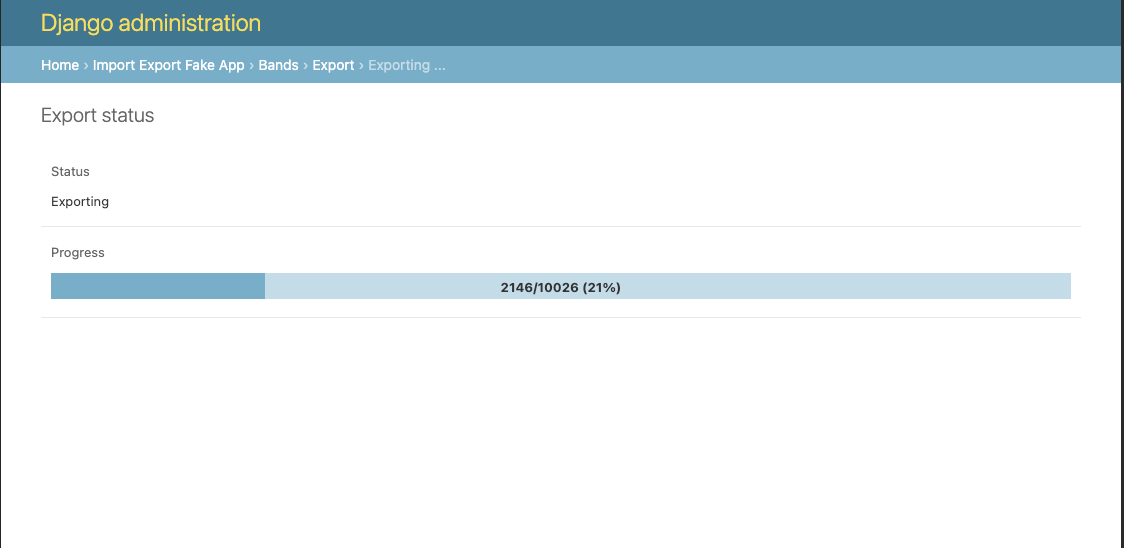 Django administration
Home › Import Export Fake App › Bands › Export › Exporting ...
Export status
Status
Exporting
Progress
2146/10026 (21%)